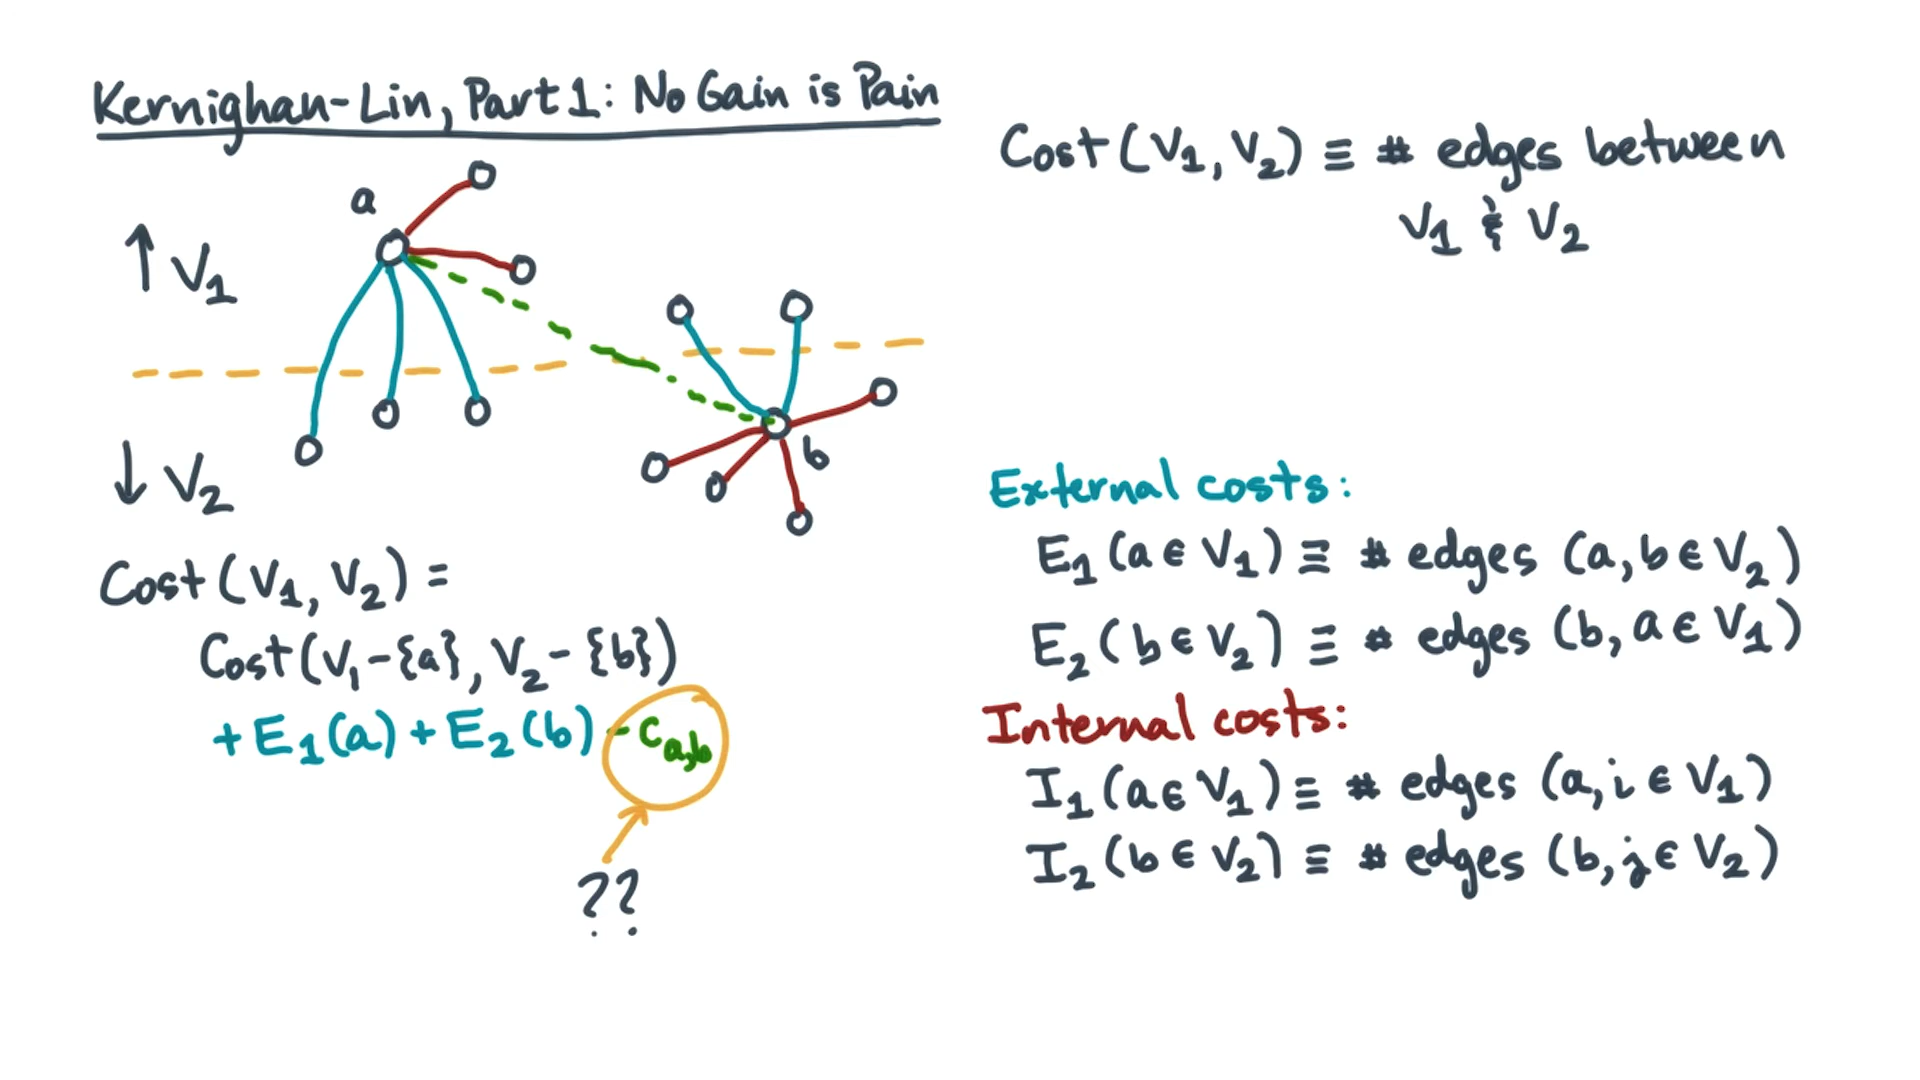 Kernighan-Lin, Part 1: No Gain is Pain
a
↑ V₁
b
↓ V₂
Cost(V₁, V₂) =
Cost(V₁-{a}, V₂-{b})
+ E₁(a) + E₂(b) - c_{a,b}
??
Cost(V₁, V₂) ≡ # edges between
V₁ & V₂
External costs:
E₁(a ∈ V₁) ≡ # edges (a, b ∈ V₂)
E₂(b ∈ V₂) ≡ # edges (b, a ∈ V₁)
Internal costs:
I₁(a ∈ V₁) ≡ # edges (a, i ∈ V₁)
I₂(b ∈ V₂) ≡ # edges (b, j ∈ V₂)